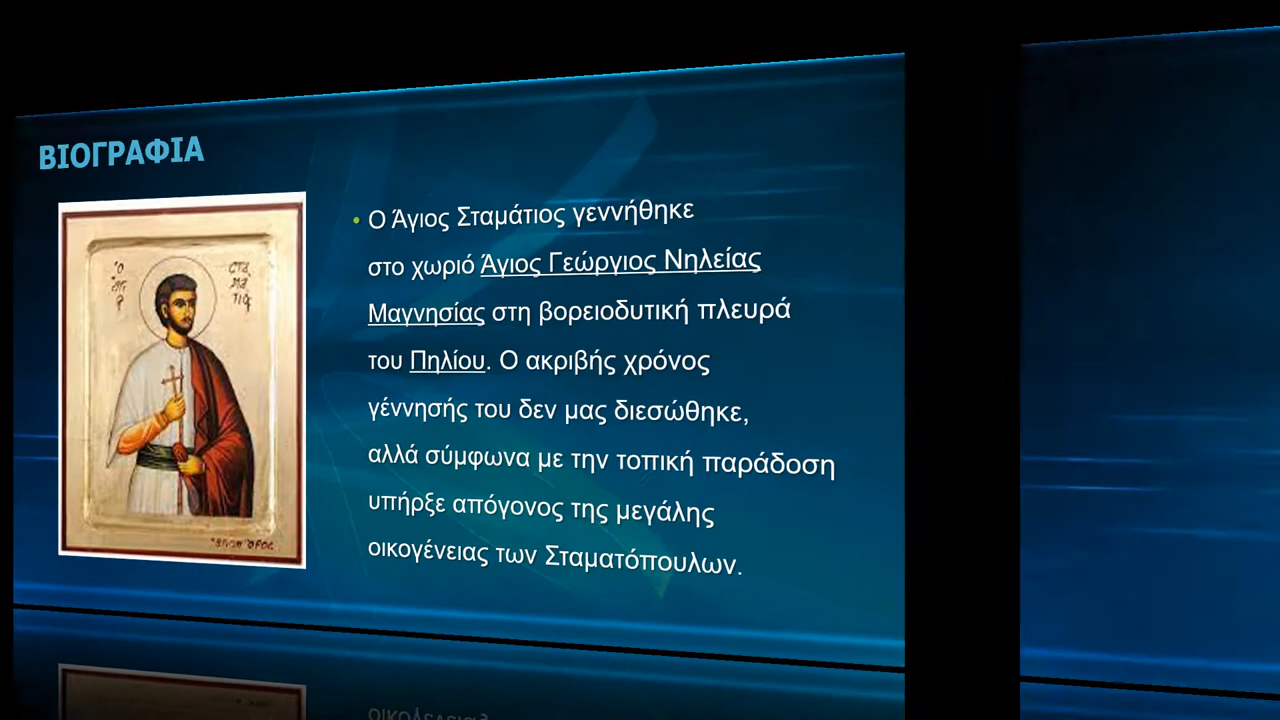 ΒΙΟΓΡΑΦΙΑ
• Ο Άγιος Σταμάτιος γεννήθηκε
στο χωριό Άγιος Γεώργιος Νηλείας
Μαγνησίας στη βορειοδυτική πλευρά
του Πηλίου. Ο ακριβής χρόνος
γέννησής του δεν μας διεσώθηκε,
αλλά σύμφωνα με την τοπική παράδοση
υπήρξε απόγονος της μεγάλης
οικογένειας των Σταματόπουλων.